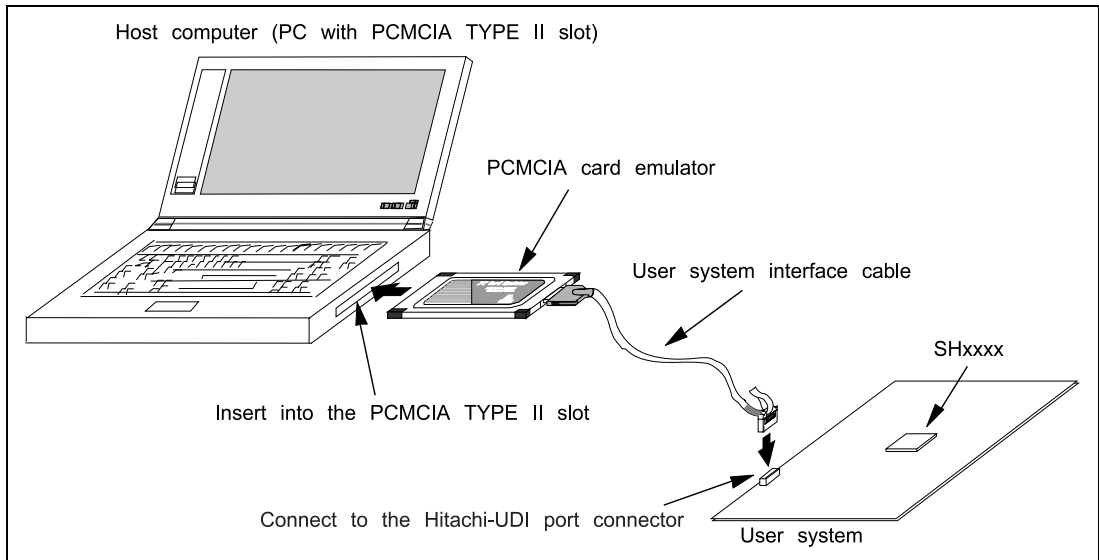 Host computer (PC with PCMCIA TYPE II slot)
PCMCIA card emulator
User system interface cable
SHxxxx
Insert into the PCMCIA TYPE II slot
Connect to the Hitachi-UDI port connector
User system